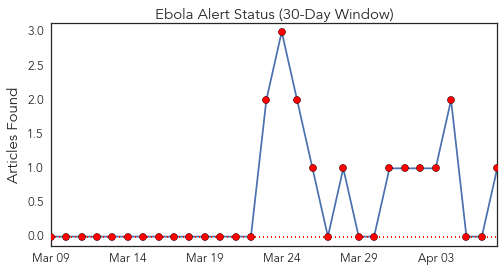 Ebola Alert Status (30-Day Window)
Articles Found
3.0
2.5
2.0
1.5
1.0
0.5
0.0
Mar 09 Mar 14 Mar 19 Mar 24 Mar 29 Apr 03